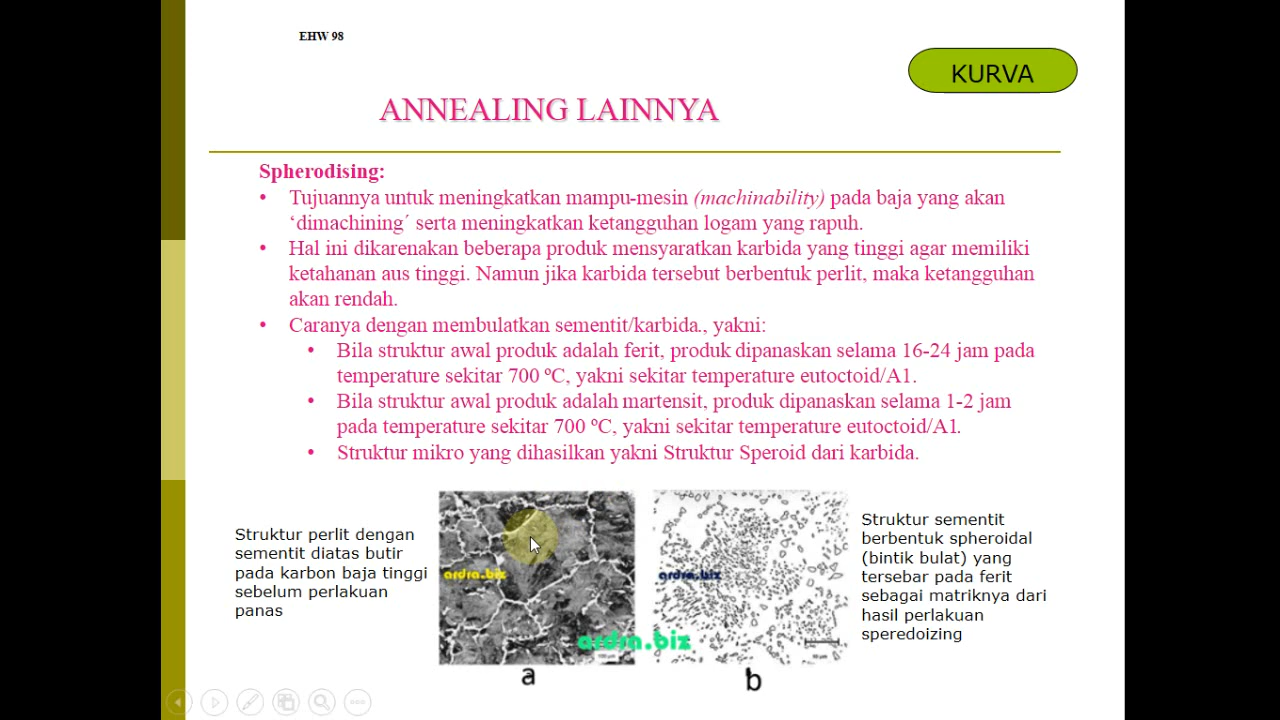 EHW 98
KURVA
ANNEALING LAINNYA
Spherodising:
• Tujuannya untuk meningkatkan mampu-mesin (machinability) pada baja yang akan
‘dimachining´ serta meningkatkan ketangguhan logam yang rapuh.
• Hal ini dikarenakan beberapa produk mensyaratkan karbida yang tinggi agar memiliki
ketahanan aus tinggi. Namun jika karbida tersebut berbentuk perlit, maka ketangguhan
akan rendah.
• Caranya dengan membulatkan sementit/karbida., yakni:
• Bila struktur awal produk adalah ferit, produk dipanaskan selama 16-24 jam pada
temperature sekitar 700 ºC, yakni sekitar temperature eutoctoid/A1.
• Bila struktur awal produk adalah martensit, produk dipanaskan selama 1-2 jam
pada temperature sekitar 700 ºC, yakni sekitar temperature eutoctoid/A1.
• Struktur mikro yang dihasilkan yakni Struktur Speroid dari karbida.
Struktur perlit dengan
sementit diatas butir
pada karbon baja tinggi
sebelum perlakuan
panas
ardra.biz
ardra.biz
ardra.biz
a
b
Struktur sementit
berbentuk spheroidal
(bintik bulat) yang
tersebar pada ferit
sebagai matriknya dari
hasil perlakuan
speredoizing